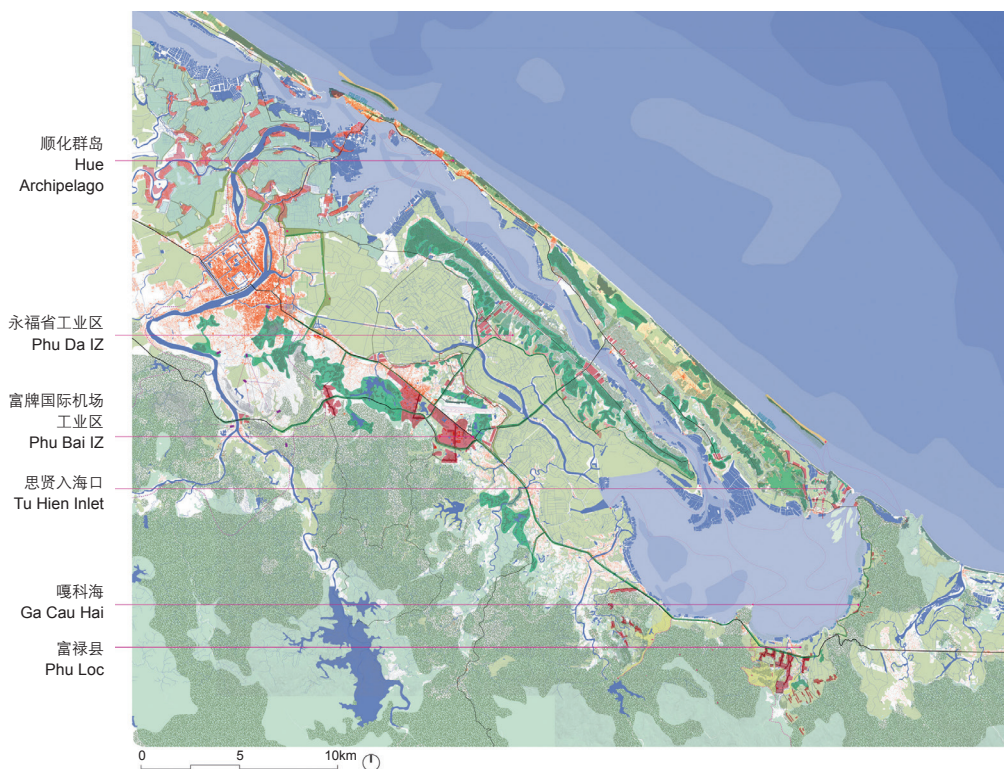 顺化群岛
Hue
Archipelago
永福省工业区
Phu Da IZ
富牌国际机场
工业区
Phu Bai IZ
思贤入海口
Tu Hien Inlet
嘎科海
Ga Cau Hai
富禄县
Phu Loc
0 5 10km